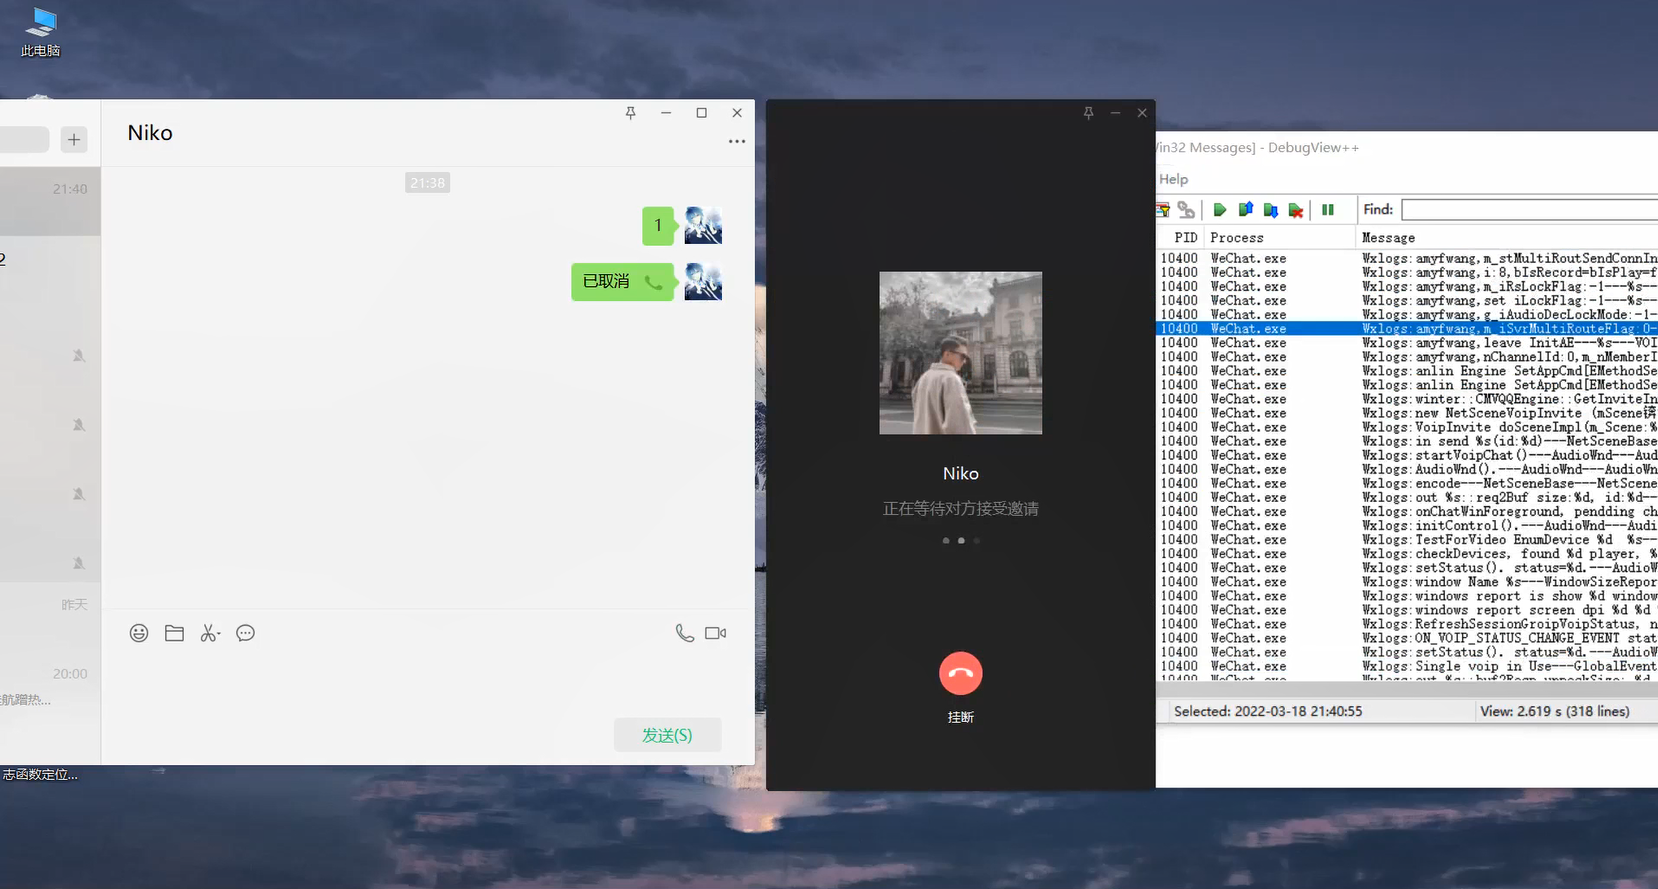 此电脑
21:40
2
昨天
20:00
航蹭热...
志函数定位...
Niko
21:38
1
已取消
发送(S)
Niko
正在等待对方接受邀请
挂断
in32 Messages] - DebugView++
Help
Find:
PID Process Message
10400 WeChat.exe Wxlogs:amyfwang,m_stMultiRoutSendConnIn
10400 WeChat.exe Wxlogs:amyfwang,i:8,bIsRecord=bIsPlay=f
10400 WeChat.exe Wxlogs:amyfwang,m_iRsLockFlag:-1---%s--
10400 WeChat.exe Wxlogs:amyfwang,set iLockFlag:-1---%s--
10400 WeChat.exe Wxlogs:amyfwang,g_iAudioDecLockMode:-1-
10400 WeChat.exe Wxlogs:amyfwang,m_iSvrMultiRouteFlag:0-
10400 WeChat.exe Wxlogs:amyfwang,leave InitAE---%s---VOI
10400 WeChat.exe Wxlogs:amyfwang,nChannelId:0,m_nMemberI
10400 WeChat.exe Wxlogs:anlin Engine SetAppCmd[EMethodSe
10400 WeChat.exe Wxlogs:anlin Engine SetAppCmd[EMethodSe
10400 WeChat.exe Wxlogs:winter::CMVQQEngine::GetInviteIn
10400 WeChat.exe Wxlogs:new NetSceneVoipInvite (mScene
10400 WeChat.exe Wxlogs:VoipInvite doSceneImpl(m_Scene:%
10400 WeChat.exe Wxlogs:in send %s(id:%d)---NetSceneBase
10400 WeChat.exe Wxlogs:startVoipChat()---AudioWnd---Aud
10400 WeChat.exe Wxlogs:AudioWnd().---AudioWnd---AudioWn
10400 WeChat.exe Wxlogs:encode---NetSceneBase---NetScene
10400 WeChat.exe Wxlogs:out %s::req2Buf size:%d, id:%d--
10400 WeChat.exe Wxlogs:onChatWinForeground, pendding ch
10400 WeChat.exe Wxlogs:initControl().---AudioWnd---Audi
10400 WeChat.exe Wxlogs:TestForVideo EnumDevice %d %s--
10400 WeChat.exe Wxlogs:checkDevices, found %d player, %
10400 WeChat.exe Wxlogs:setStatus(). status=%d.---AudioW
10400 WeChat.exe Wxlogs:window Name %s---WindowSizeRepor
10400 WeChat.exe Wxlogs:windows report is show %d window
10400 WeChat.exe Wxlogs:windows report screen dpi %d %d
10400 WeChat.exe Wxlogs:RefreshSessionGroipVoipStatus, n
10400 WeChat.exe Wxlogs:ON_VOIP_STATUS_CHANGE_EVENT stat
10400 WeChat.exe Wxlogs:setStatus(). status=%d.---AudioW
10400 WeChat.exe Wxlogs:Single voip in Use---GlobalEvent
Selected: 2022-03-18 21:40:55
View: 2.619 s (318 lines)